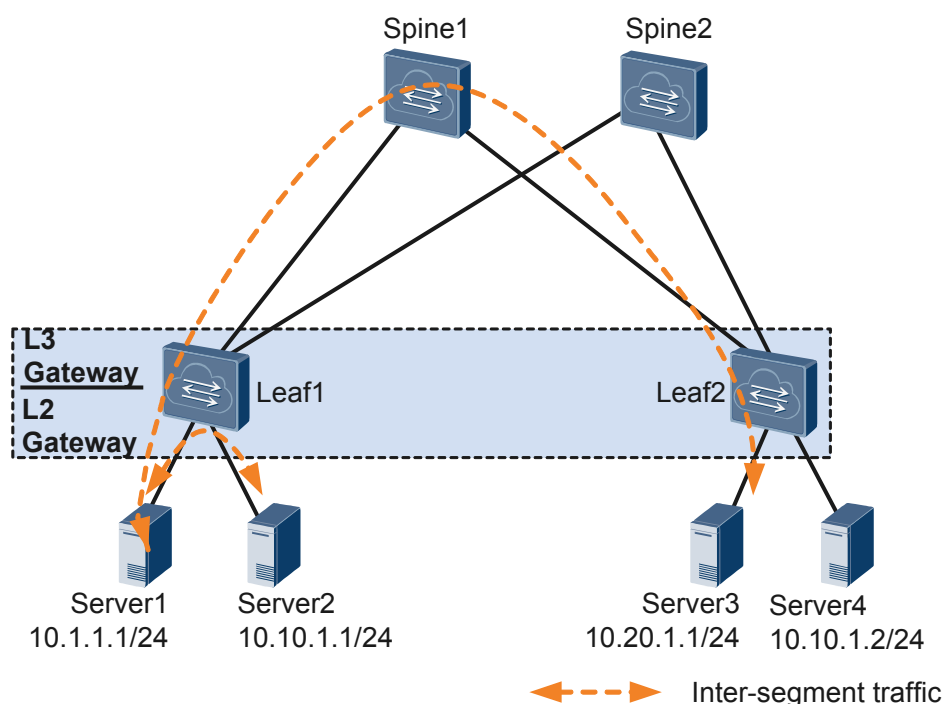 Spine1
Spine2
L3
Gateway
L2
Gateway
Leaf1
Leaf2
Server1
10.1.1.1/24
Server2
10.10.1.1/24
Server3
10.20.1.1/24
Server4
10.10.1.2/24
Inter-segment traffic